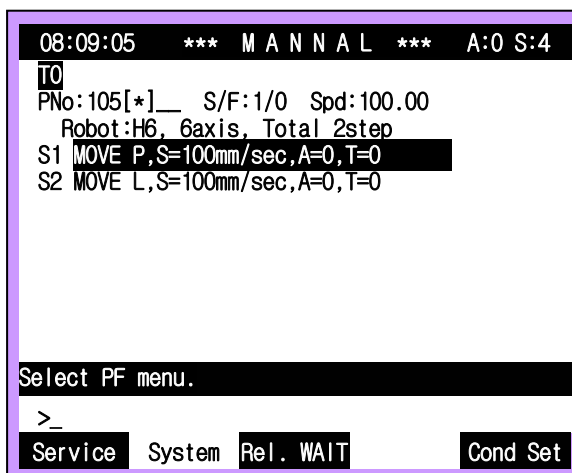 08:09:05 *** M A N N A L *** A:0 S:4
T0
PNo:105[*]__ S/F:1/0 Spd:100.00
Robot:H6, 6axis, Total 2step
S1 MOVE P,S=100mm/sec,A=0,T=0
S2 MOVE L,S=100mm/sec,A=0,T=0
Select PF menu.
>_
Service System Rel. WAIT Cond Set